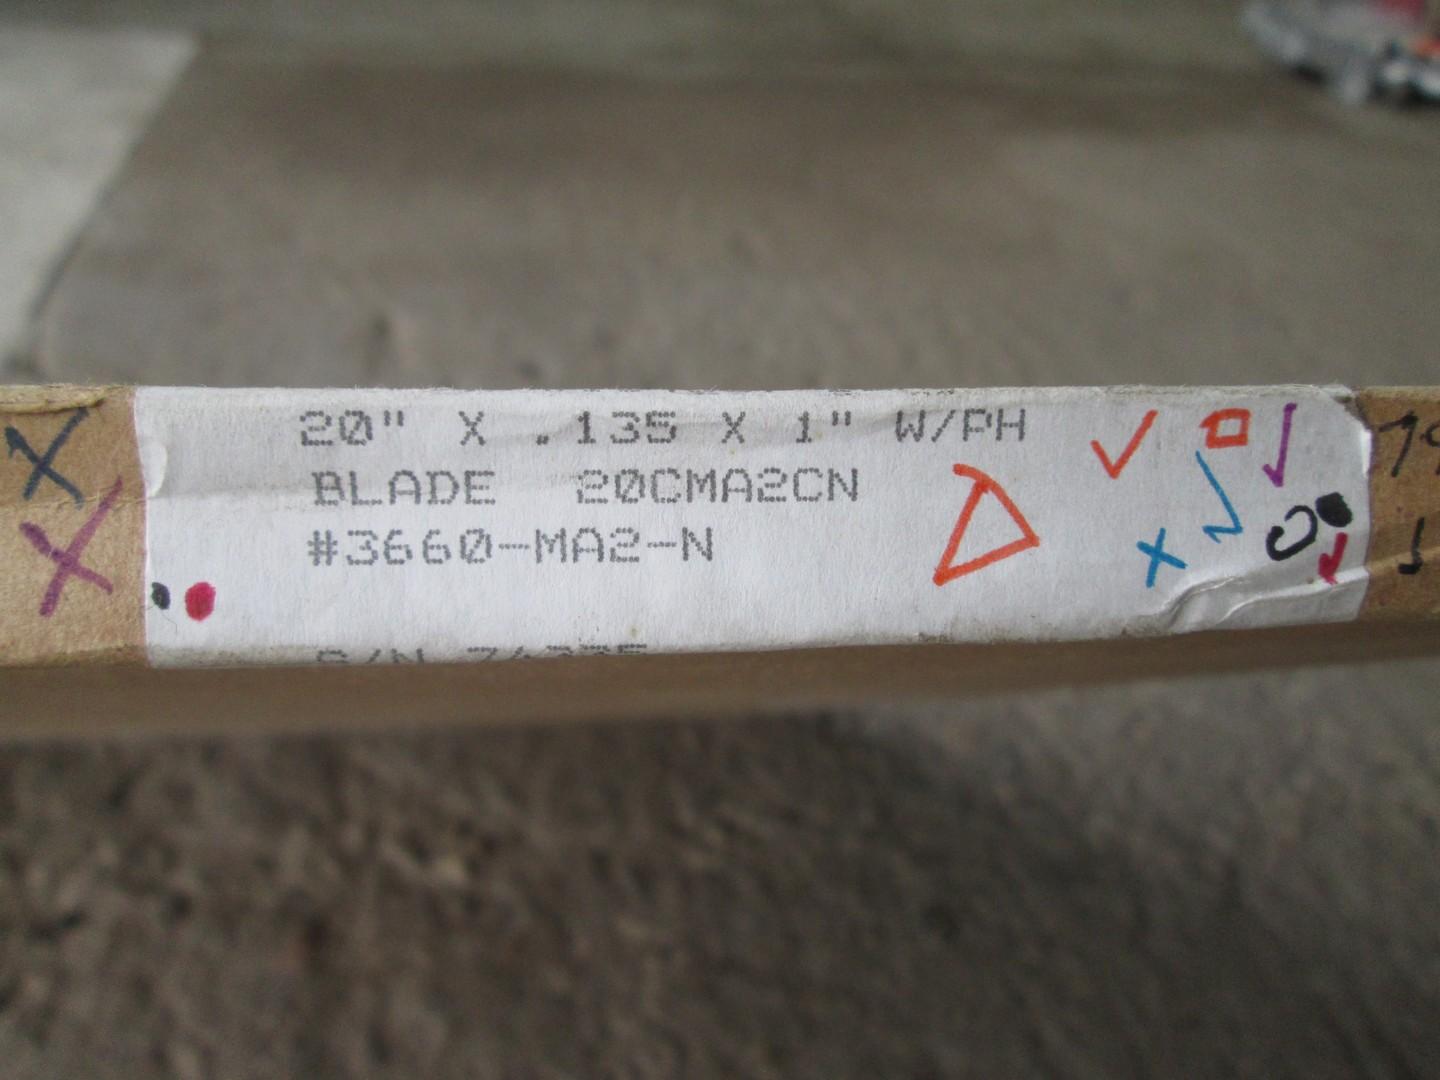 20" X .135 X 1" W/PH
BLADE 20CMA2CN
#3660-MA2-N
S/N